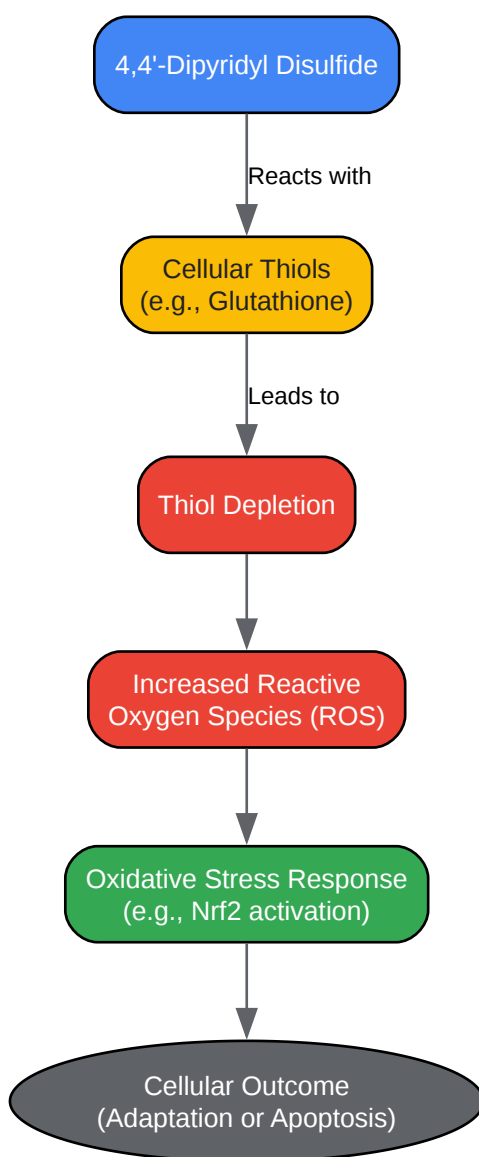 4,4'-Dipyridyl Disulfide
Reacts with
Cellular Thiols
(e.g., Glutathione)
Leads to
Thiol Depletion
Increased Reactive
Oxygen Species (ROS)
Oxidative Stress Response
(e.g., Nrf2 activation)
Cellular Outcome
(Adaptation or Apoptosis)